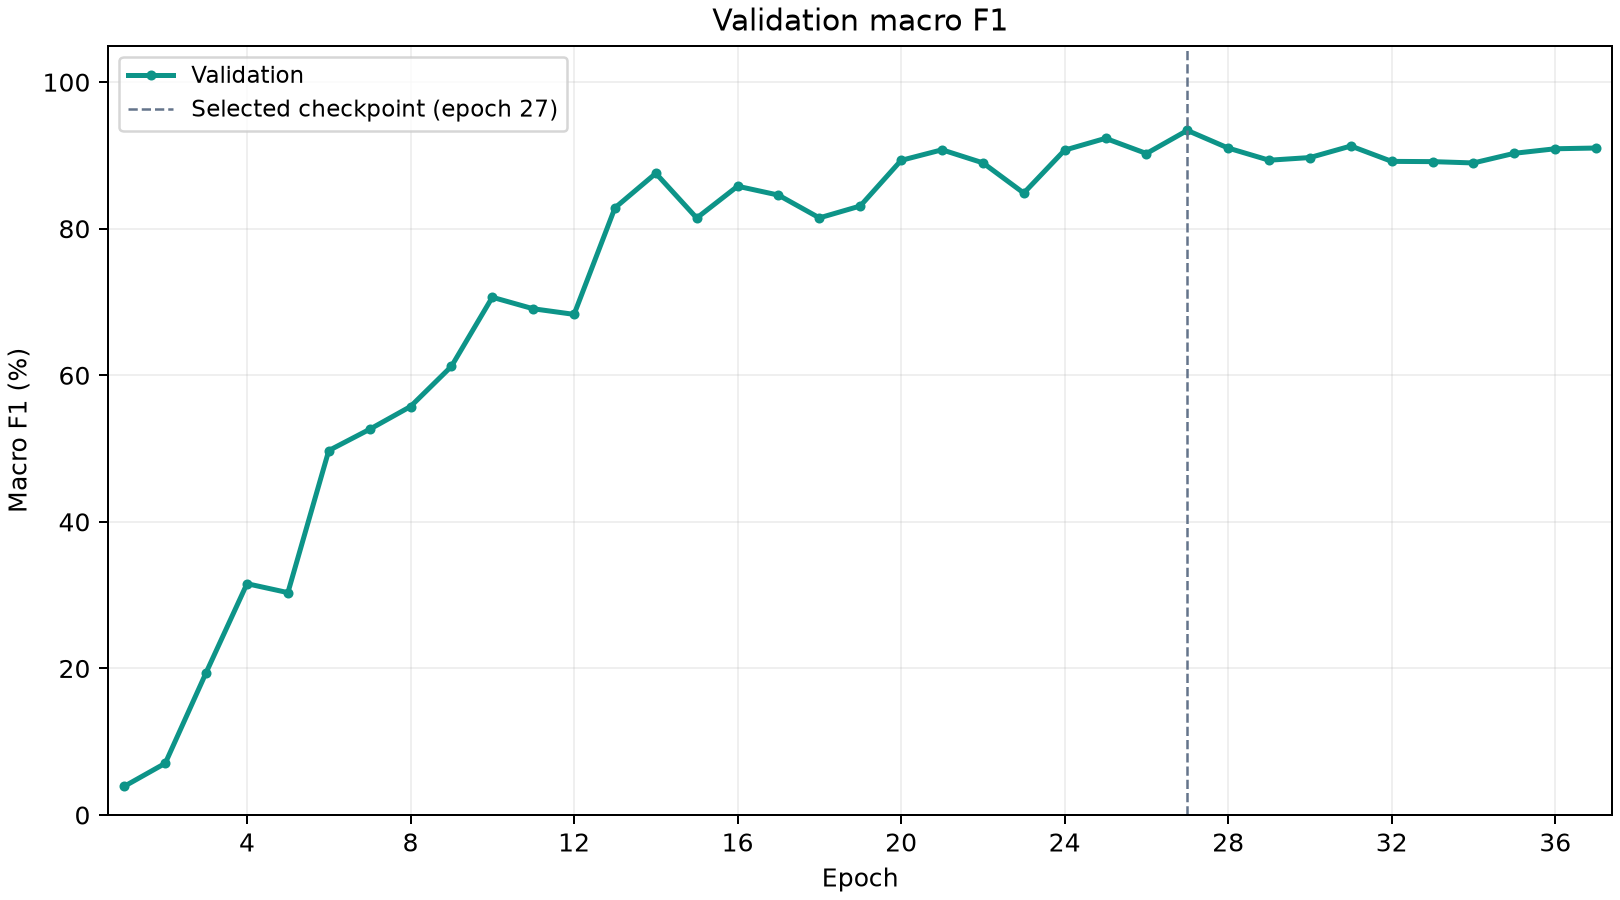 Validation macro F1
Validation
Selected checkpoint (epoch 27)
Macro F1 (%)
100
80
60
40
20
0
4 8 12 16 20 24 28 32 36
Epoch